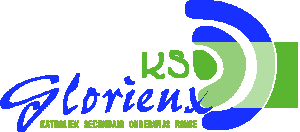 KSO
Glorieux
KATHOLIEK SECUNDAIR ONDERWIJS RONSE